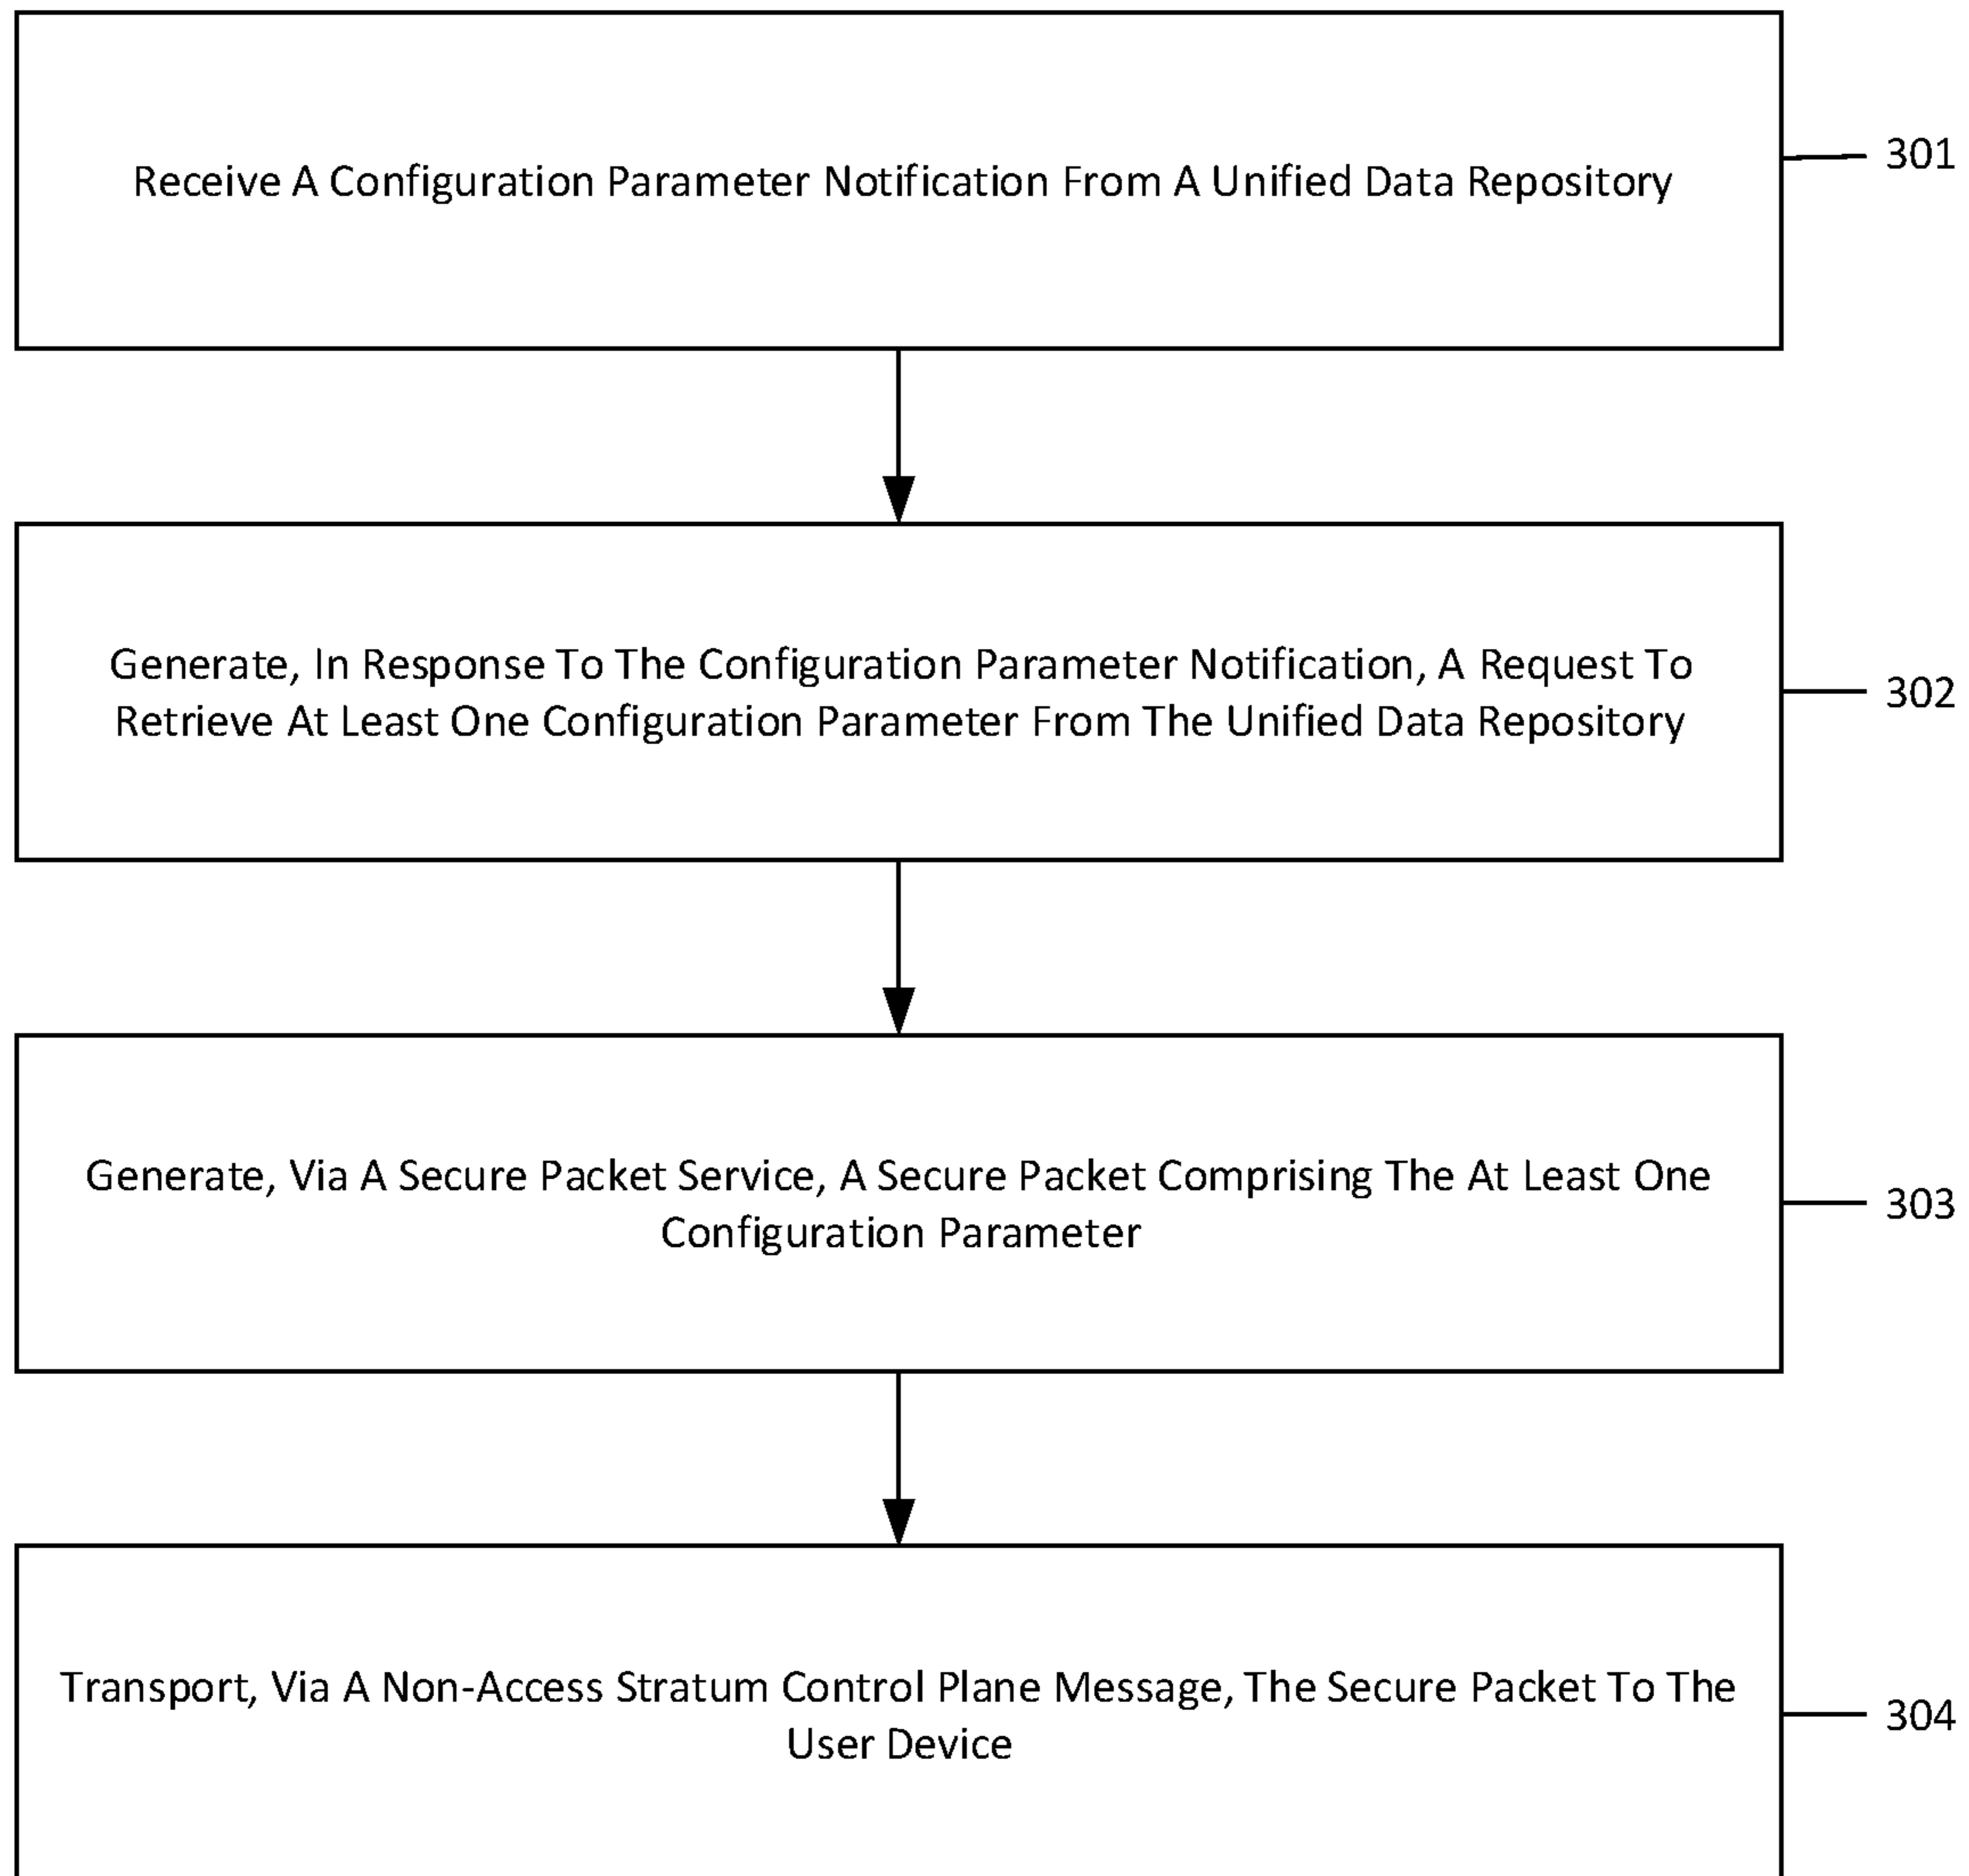 Receive A Configuration Parameter Notification From A Unified Data Repository
301
Generate, In Response To The Configuration Parameter Notification, A Request To
Retrieve At Least One Configuration Parameter From The Unified Data Repository
302
Generate, Via A Secure Packet Service, A Secure Packet Comprising The At Least One
Configuration Parameter
303
Transport, Via A Non-Access Stratum Control Plane Message, The Secure Packet To The
User Device
304